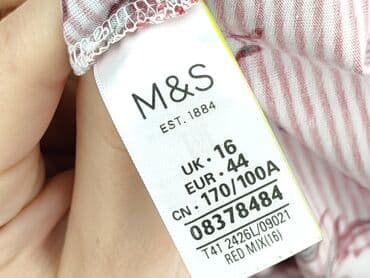 M&S
EST. 1884
UK · 16
EUR · 44
CN · 170/100A
08378484
T41 2426L/09021
RED MIX(16)